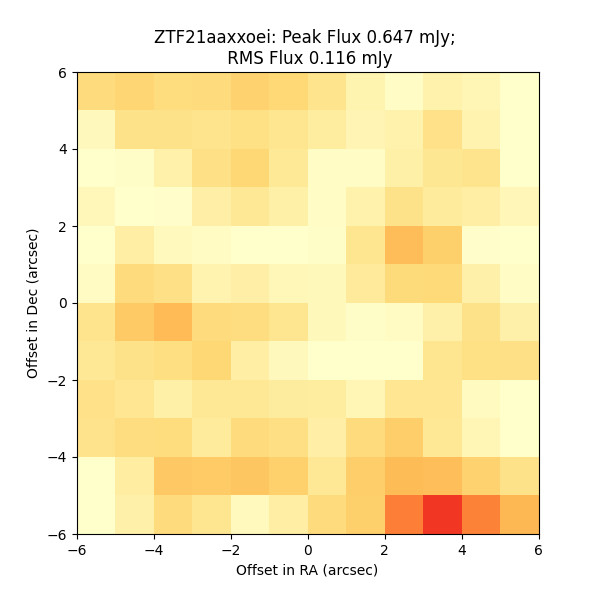 ZTF21aaxxoei: Peak Flux 0.647 mJy;
RMS Flux 0.116 mJy
6
4
2
0
−2
−4
−6
Offset in Dec (arcsec)
−6 −4 −2 0 2 4 6
Offset in RA (arcsec)